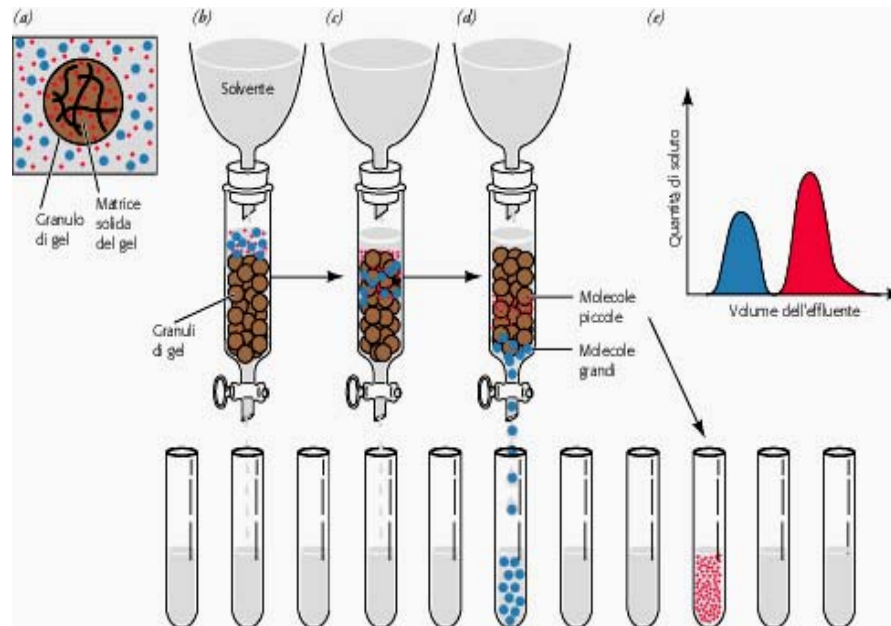 (a)
(b)
(c)
(d)
(e)
Solvente
Granulo
di gel
Matrice
solida
del gel
Granuli
di gel
Molecole
piccole
Molecole
grandi
Quantità di soluto
Volume dell'effluente